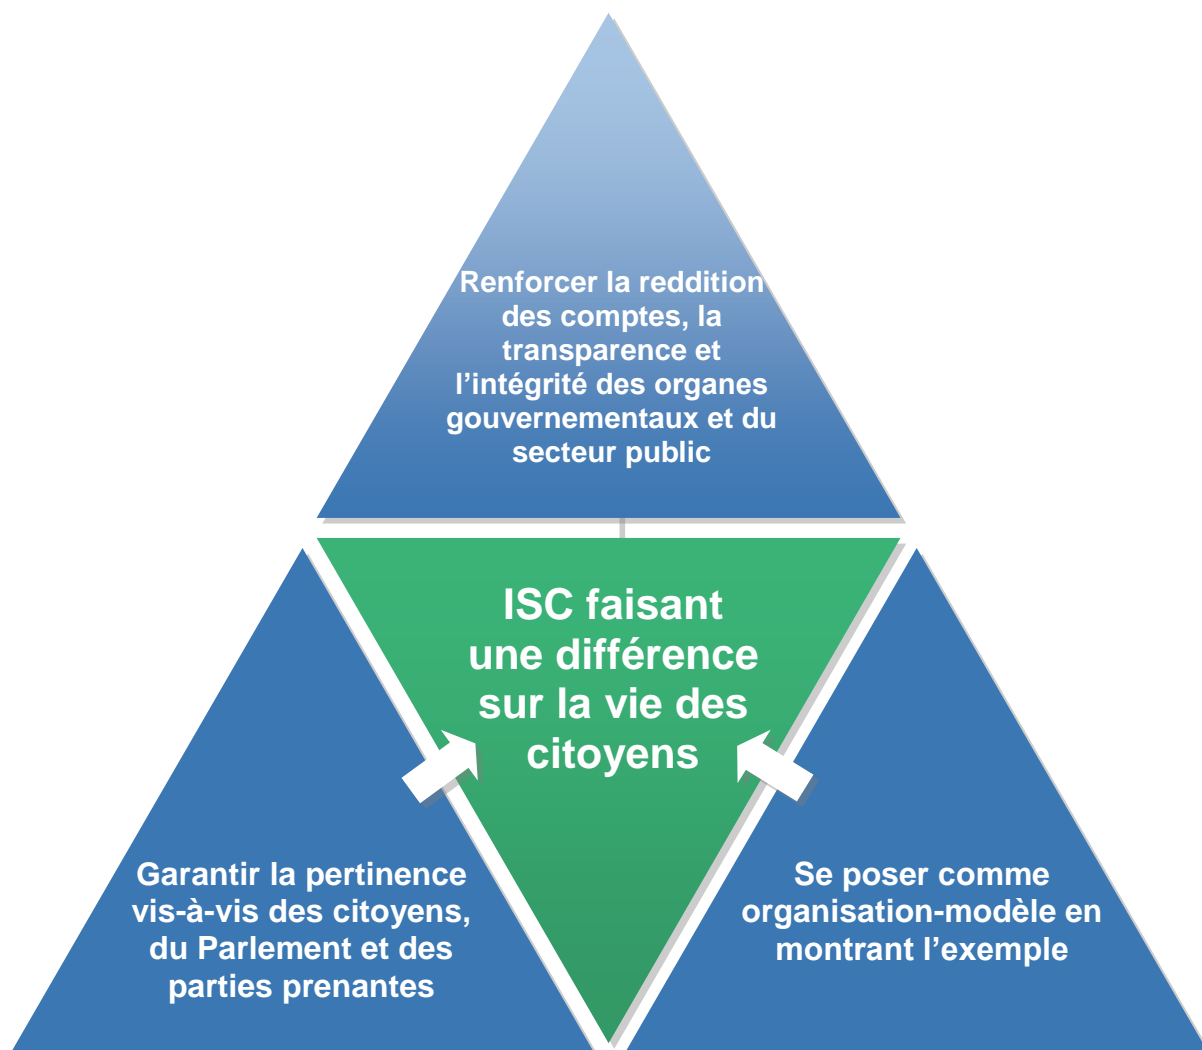 Renforcer la reddition
des comptes, la
transparence et
l’intégrité des organes
gouvernementaux et du
secteur public
ISC faisant
une différence
sur la vie des
citoyens
Garantir la pertinence
vis-à-vis des citoyens,
du Parlement et des
parties prenantes
Se poser comme
organisation-modèle en
montrant l’exemple